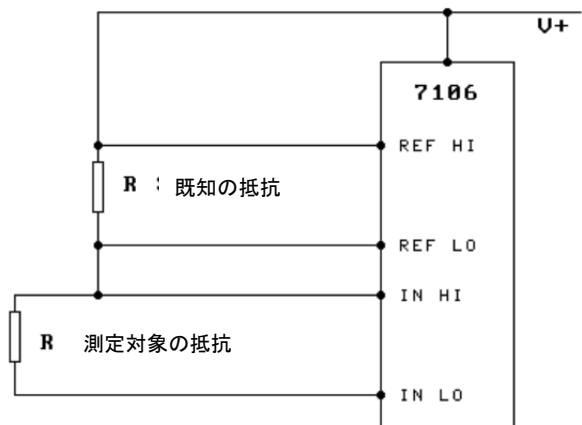 V+
7106
REF HI
R : 既知の抵抗
REF LO
IN HI
R 測定対象の抵抗
IN LO